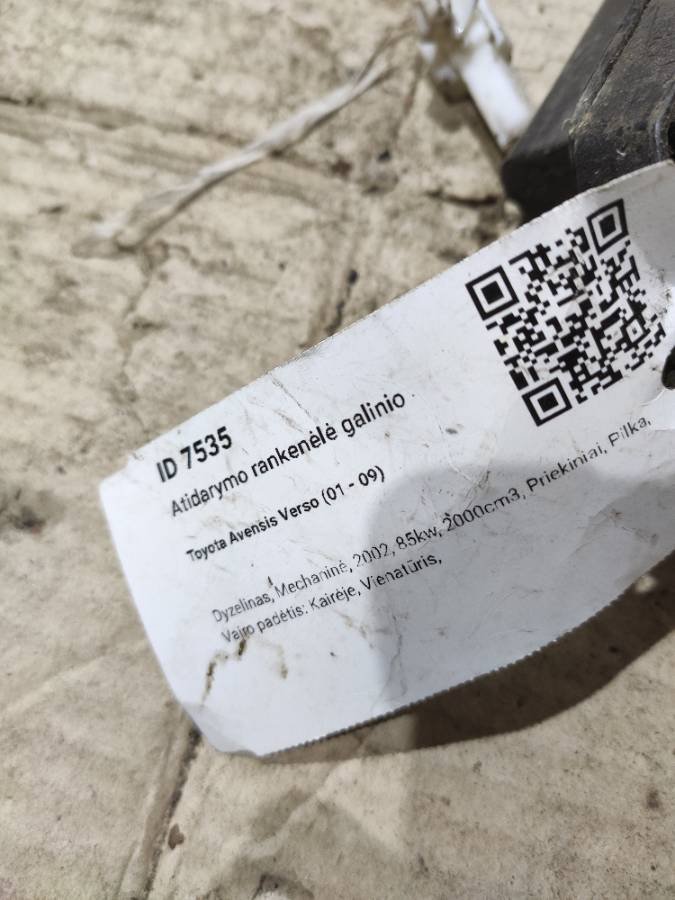 ID 7535
Atidarymo rankenėlė galinio
Toyota Avensis Verso (01 - 09)
Dyzelinas, Mechaninė, 2002, 85kw, 2000cm3, Priekiniai, Pilka,
Vairo padėtis: Kairėje, Vienatūris,